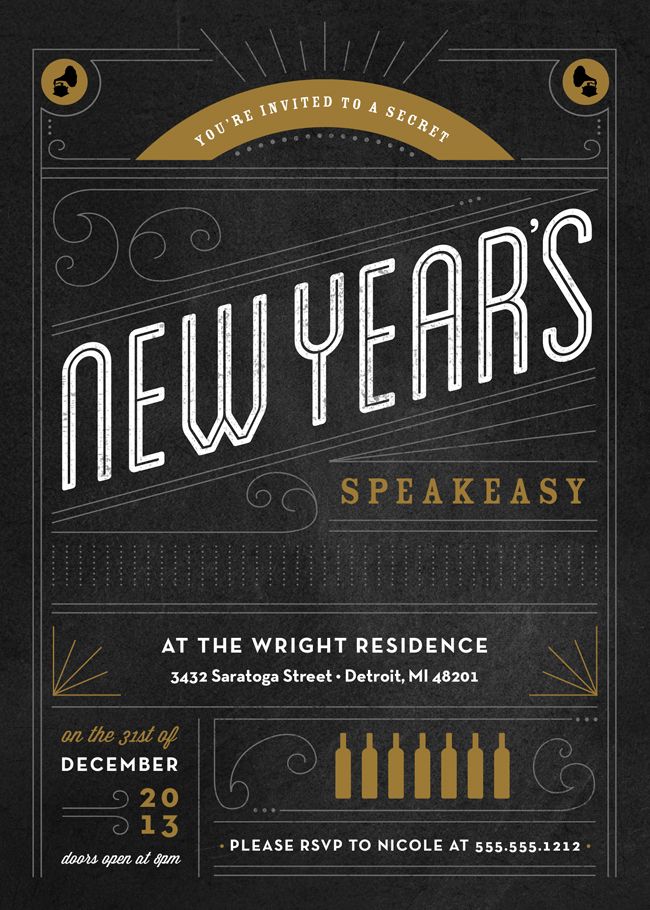 YOU'RE INVITED TO A SECRET
NEW YEAR'S
SPEAKEASY
AT THE WRIGHT RESIDENCE
3432 Saratoga Street • Detroit, MI 48201
on the 31st of
DECEMBER
20
13
doors open at 8pm
• PLEASE RSVP TO NICOLE AT 555.555.1212 •